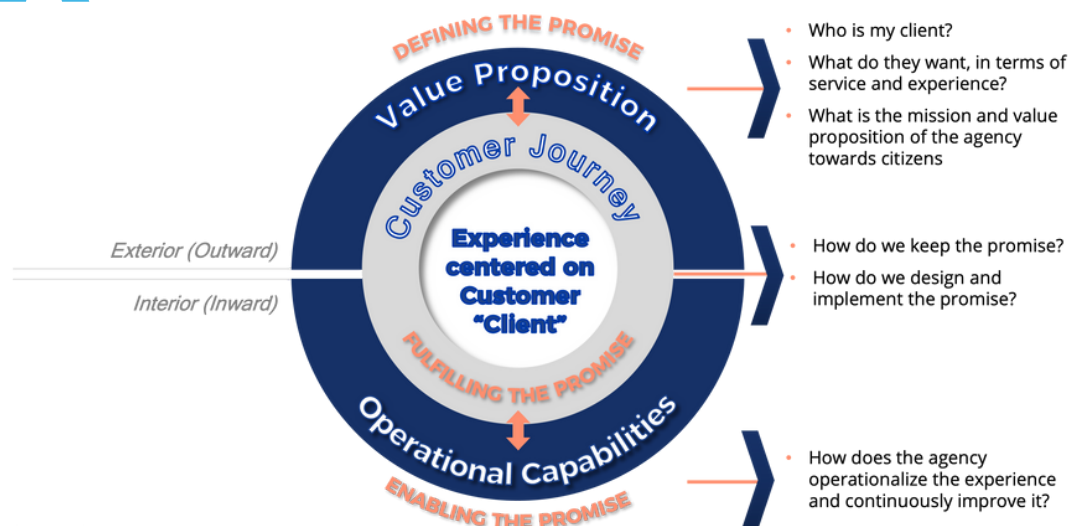 DEFINING THE PROMISE
Value Proposition
Customer Journey
Experience
centered on
Customer
“Client”
FULFILLING THE PROMISE
Operational Capabilities
ENABLING THE PROMISE
Exterior (Outward)
Interior (Inward)
• Who is my client?
• What do they want, in terms of
service and experience?
• What is the mission and value
proposition of the agency
towards citizens
• How do we keep the promise?
• How do we design and
implement the promise?
• How does the agency
operationalize the experience
and continuously improve it?